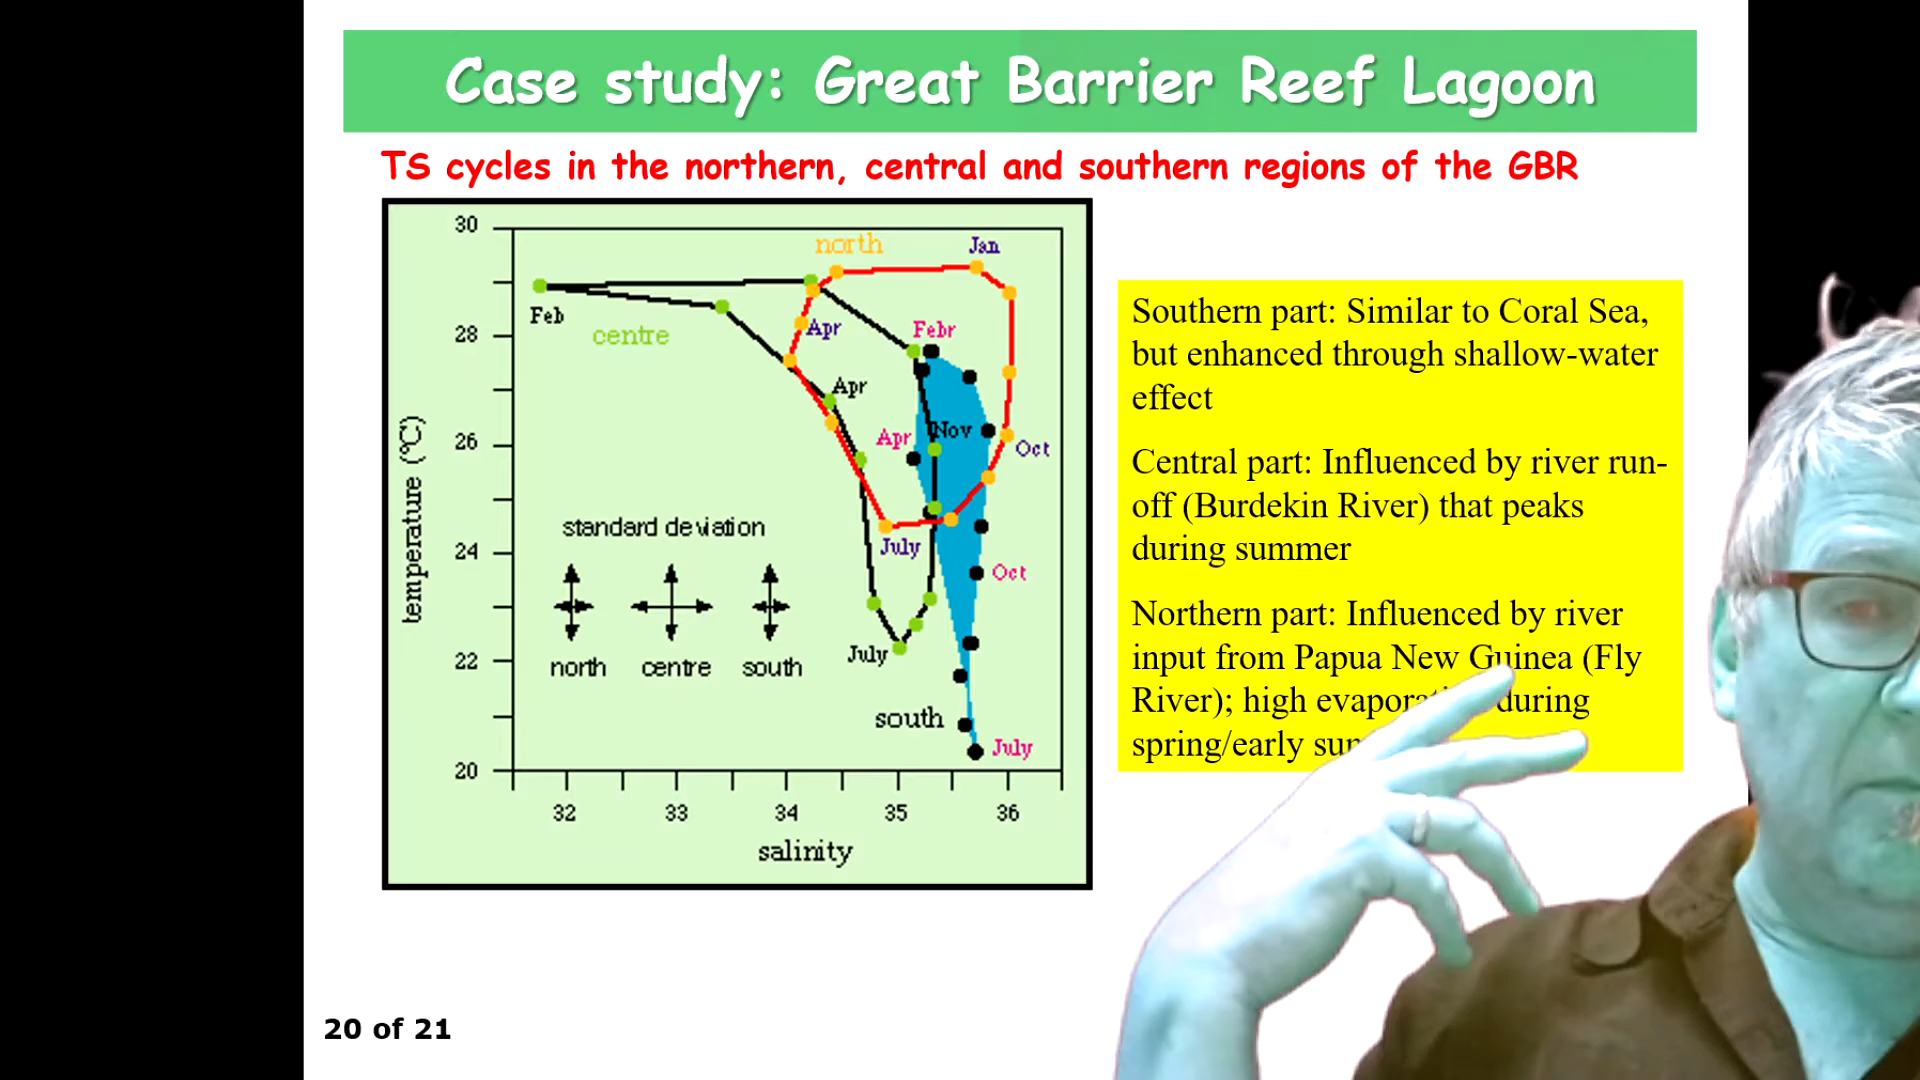 Case study: Great Barrier Reef Lagoon
TS cycles in the northern, central and southern regions of the GBR
30
north
Jan
Feb
centre
Apr
Febr
28
Apr
Apr
Nov
26
Oct
temperature (°C)
standard deviation
24
July
Oct
north
centre
south
July
22
south
July
20
32
33
34
35
36
salinity
Southern part: Similar to Coral Sea,
but enhanced through shallow-water
effect
Central part: Influenced by river run-
off (Burdekin River) that peaks
during summer
Northern part: Influenced by river
input from Papua New Guinea (Fly
River); high during
spring/early
20 of 21